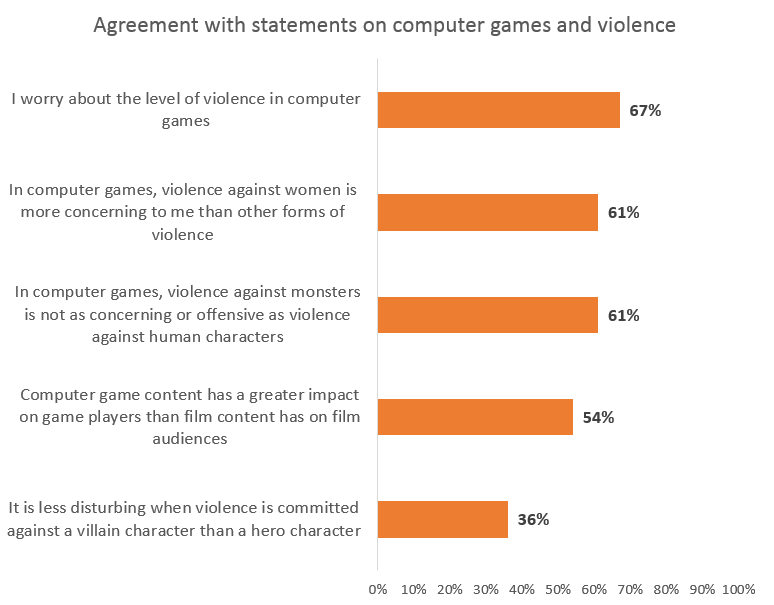 Agreement with statements on computer games and violence
I worry about the level of violence in computer
games
67%
In computer games, violence against women is
more concerning to me than other forms of
violence
61%
In computer games, violence against monsters
is not as concerning or offensive as violence
against human characters
61%
Computer game content has a greater impact
on game players than film content has on film
audiences
54%
It is less disturbing when violence is committed
against a villain character than a hero character
36%
0% 10% 20% 30% 40% 50% 60% 70% 80% 90% 100%